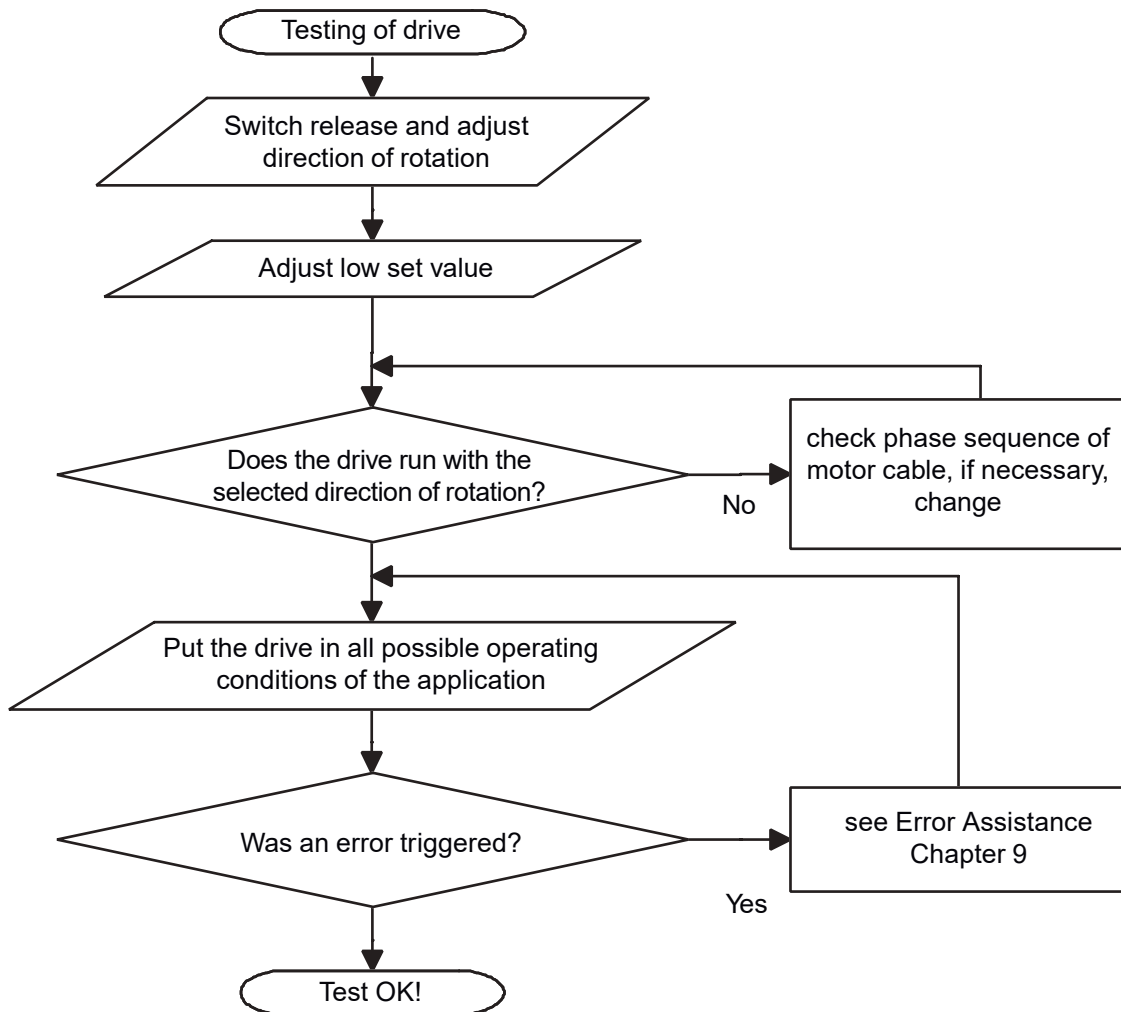 Testing of drive
Switch release and adjust
direction of rotation
Adjust low set value
Does the drive run with the
selected direction of rotation?
No
check phase sequence of
motor cable, if necessary,
change
Put the drive in all possible operating
conditions of the application
Was an error triggered?
Yes
see Error Assistance
Chapter 9
Test OK!